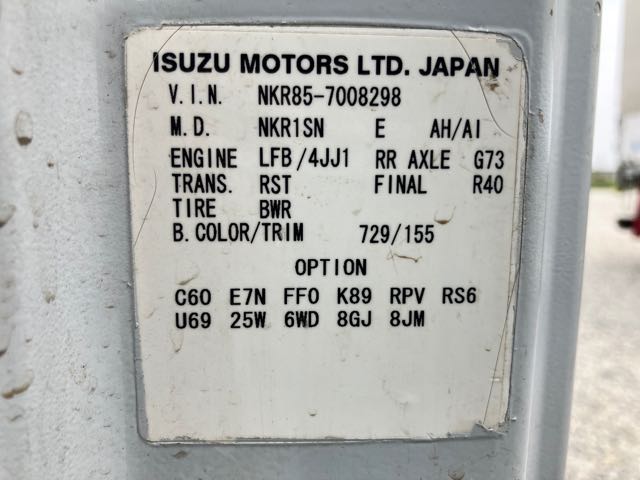 ISUZU MOTORS LTD. JAPAN
V.I.N. NKR85-7008298
M.D. NKR1SN E AH/AI
ENGINE LFB/4JJ1 RR AXLE G73
TRANS. RST FINAL R40
TIRE BWR
B.COLOR/TRIM 729/155
OPTION
C60 E7N FF0 K89 RPV RS6
U69 25W 6WD 8GJ 8JM